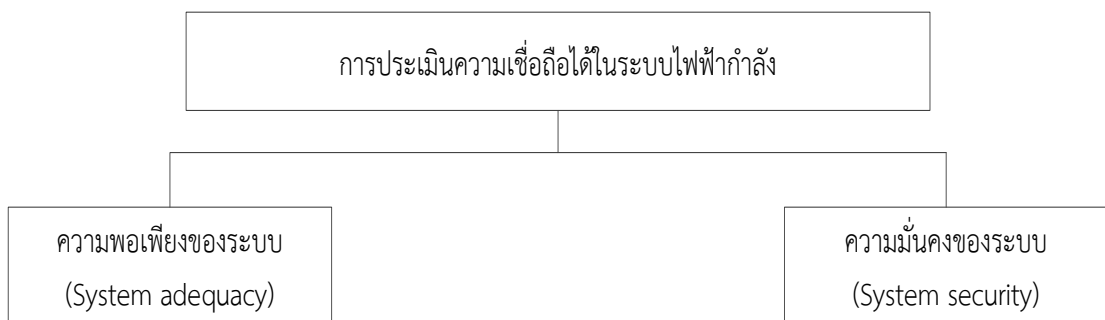 การประเมินความเชื่อถือได้ในระบบไฟฟ้ากำลัง
ความพอเพียงของระบบ
(System adequacy)
ความมั่นคงของระบบ
(System security)